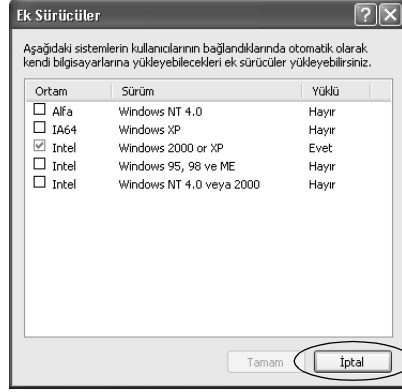 Ek Sürücüler
Aşağıdaki sistemlerin kullanıcılarının bağlandıklarında otomatik olarak
kendi bilgisayarlarına yükleyebilecekleri ek sürücüler yükleyebilirsiniz.
Ortam Sürüm Yüklü
Alfa Windows NT 4.0 Hayır
IA64 Windows XP Hayır
Intel Windows 2000 or XP Evet
Intel Windows 95, 98 ve ME Hayır
Intel Windows NT 4.0 veya 2000 Hayır
Tamam İptal